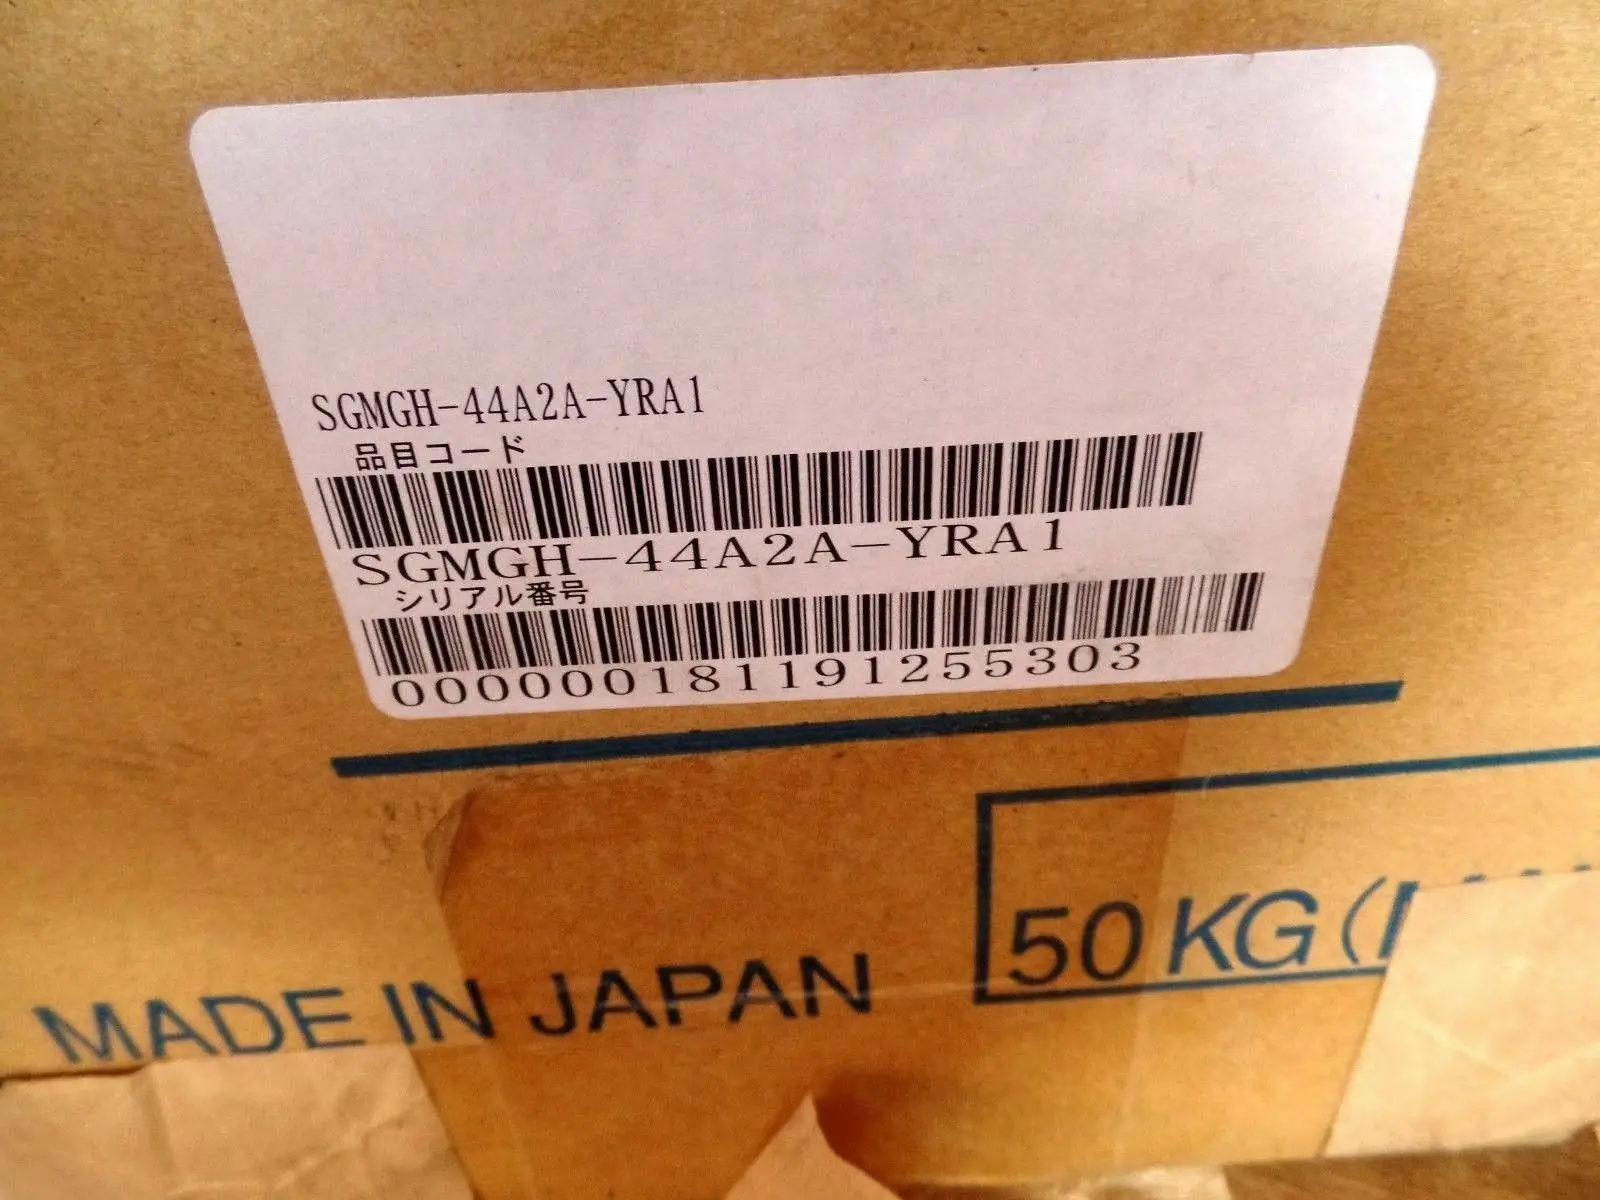 SGMGH-44A2A-YRA1
品目コード
SGMGH-44A2A-YRA1
シリアル番号
000000181191255303
MADE IN JAPAN
50KG (